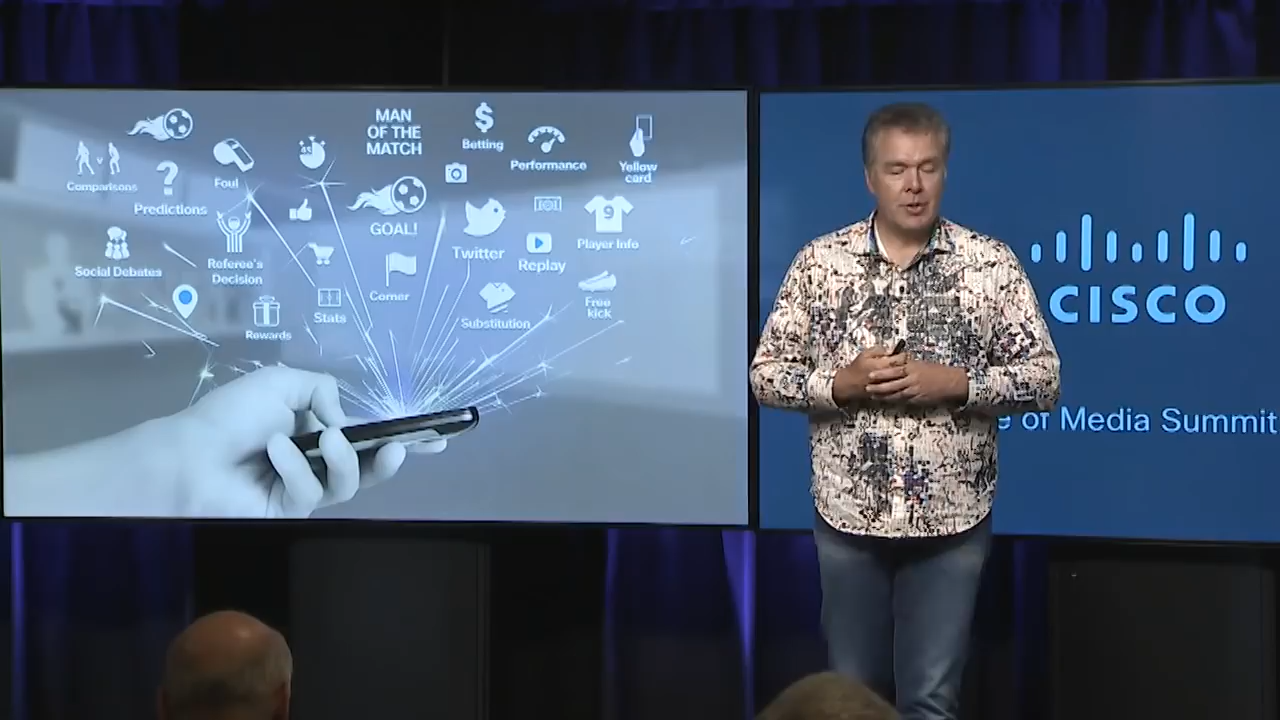 MAN
OF THE
MATCH
Betting
Performance
Yellow
card
45
Comparisons
v
?
Foul
Predictions
$
9
GOAL!
Twitter
Player Info
Replay
Social Debates
Referee's
Decision
Corner
Free
kick
Stats
Substitution
Rewards
CISCO
of Media Summit